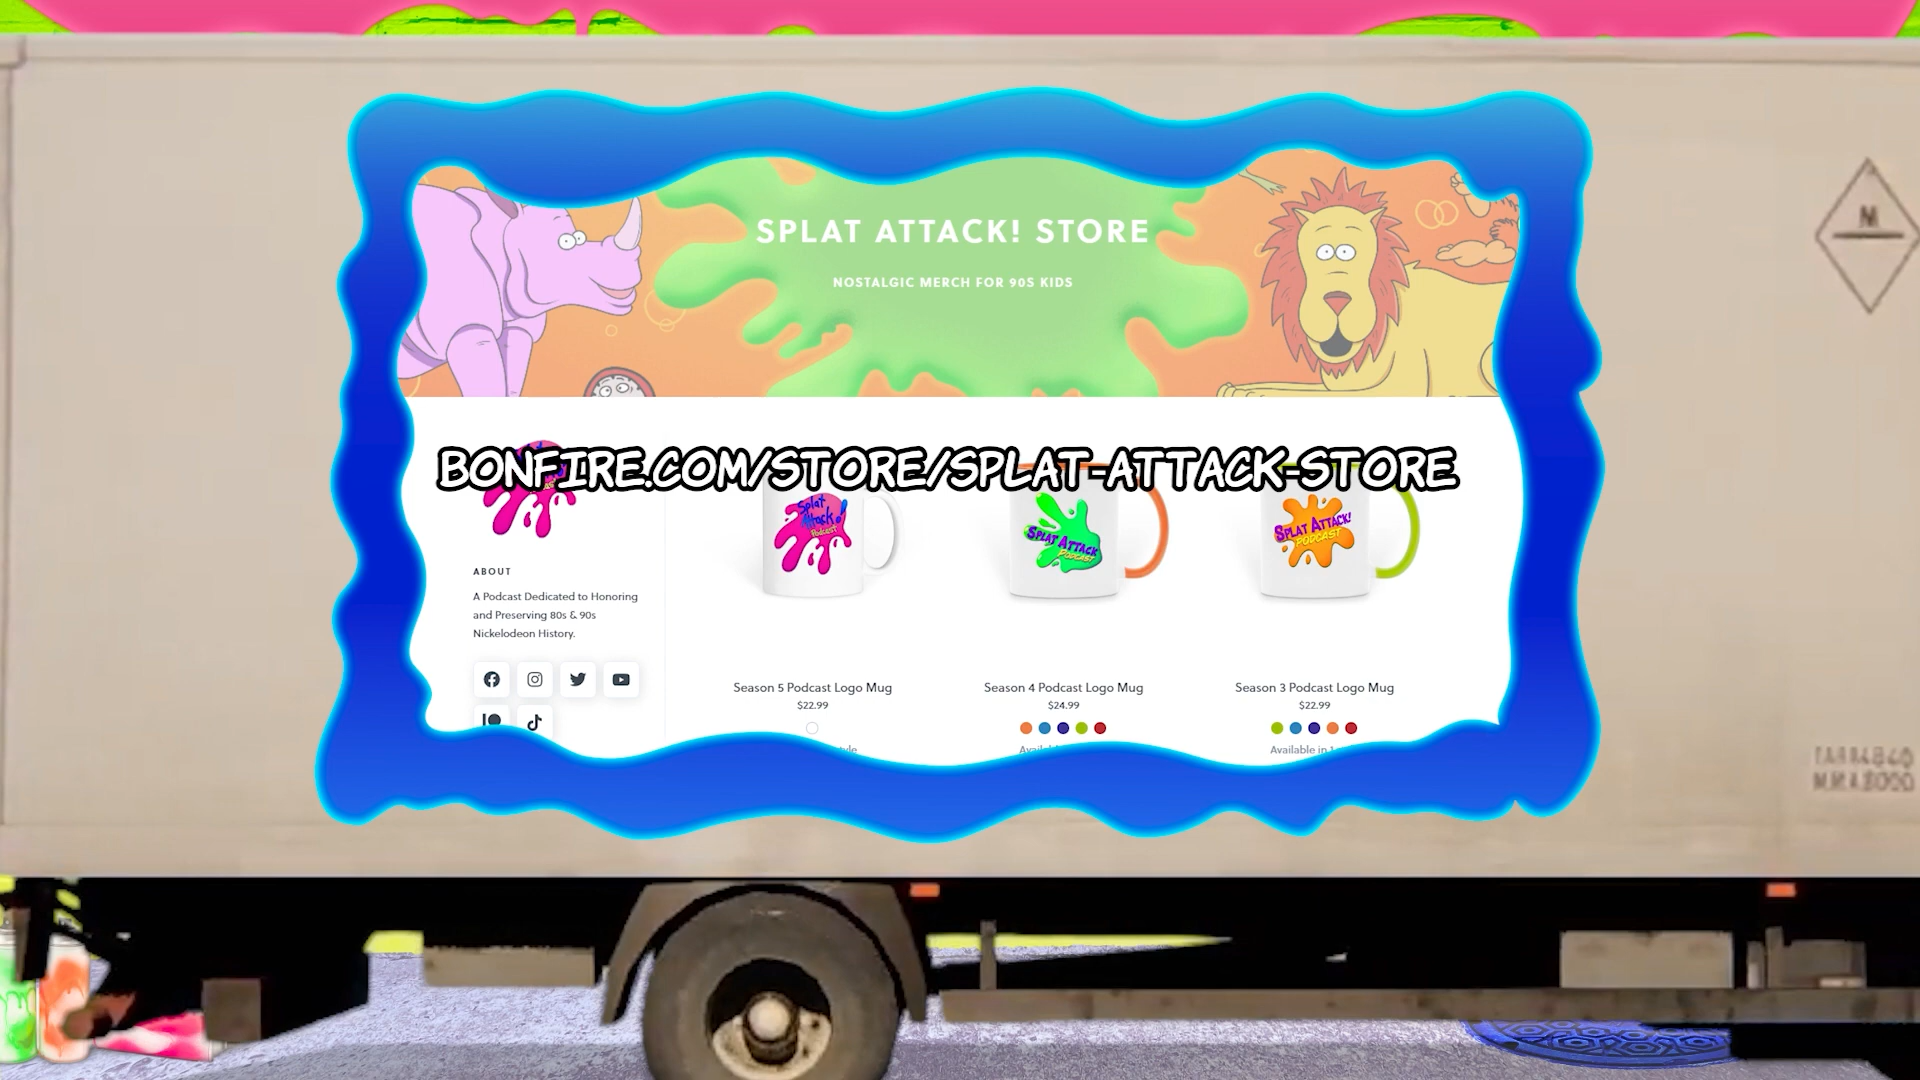 SPLAT ATTACK! STORE
NOSTALGIC MERCH FOR 90S KIDS
M
BONFIRE.COM/STORE/SPLAT-ATTACK-STORE
Splat
Attack!
Podcast
SPLAT ATTACK
PODCAST
SPLAT ATTACK!
PODCAST
ABOUT
A Podcast Dedicated to Honoring
and Preserving 80s & 90s
Nickelodeon History.
Season 5 Podcast Logo Mug
$22.99
Season 4 Podcast Logo Mug
$24.99
Season 3 Podcast Logo Mug
$22.99
Available in